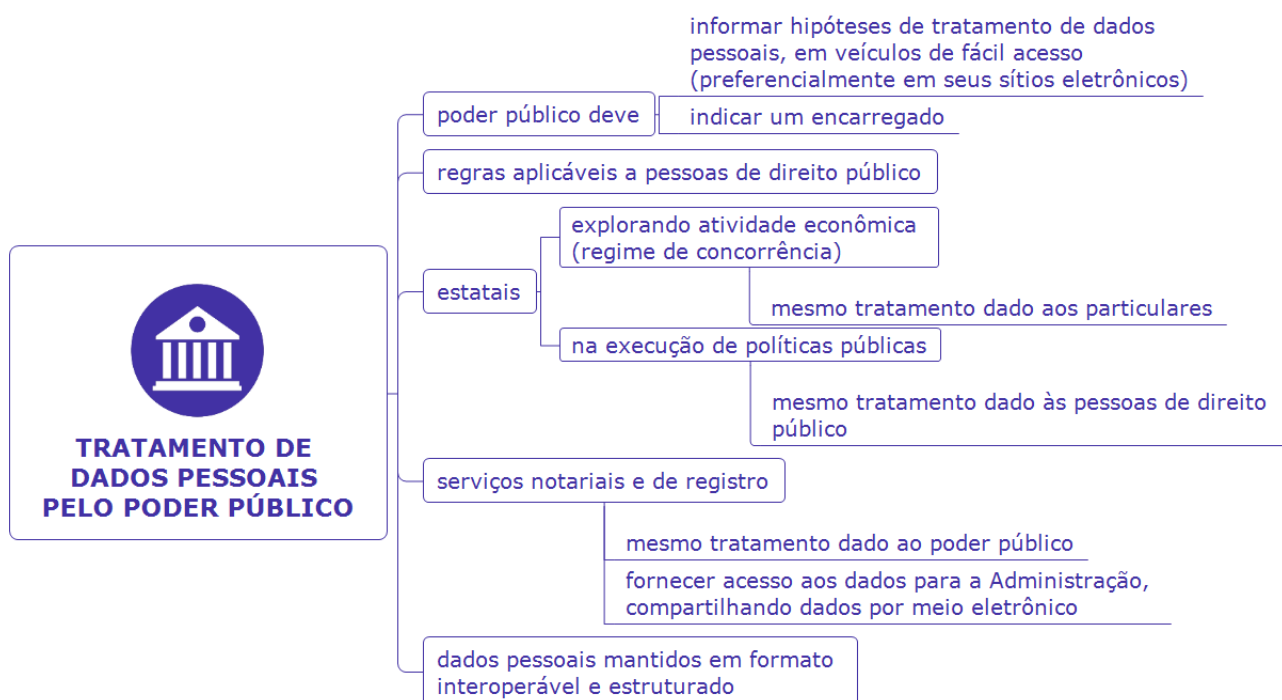 TRATAMENTO DE
DADOS PESSOAIS
PELO PODER PÚBLICO
poder público deve
informar hipóteses de tratamento de dados
pessoais, em veículos de fácil acesso
(preferencialmente em seus sítios eletrônicos)
indicar um encarregado
regras aplicáveis a pessoas de direito público
estatais
explorando atividade econômica
(regime de concorrência)
mesmo tratamento dado aos particulares
na execução de políticas públicas
mesmo tratamento dado às pessoas de direito
público
serviços notariais e de registro
mesmo tratamento dado ao poder público
fornecer acesso aos dados para a Administração,
compartilhando dados por meio eletrônico
dados pessoais mantidos em formato
interoperável e estruturado